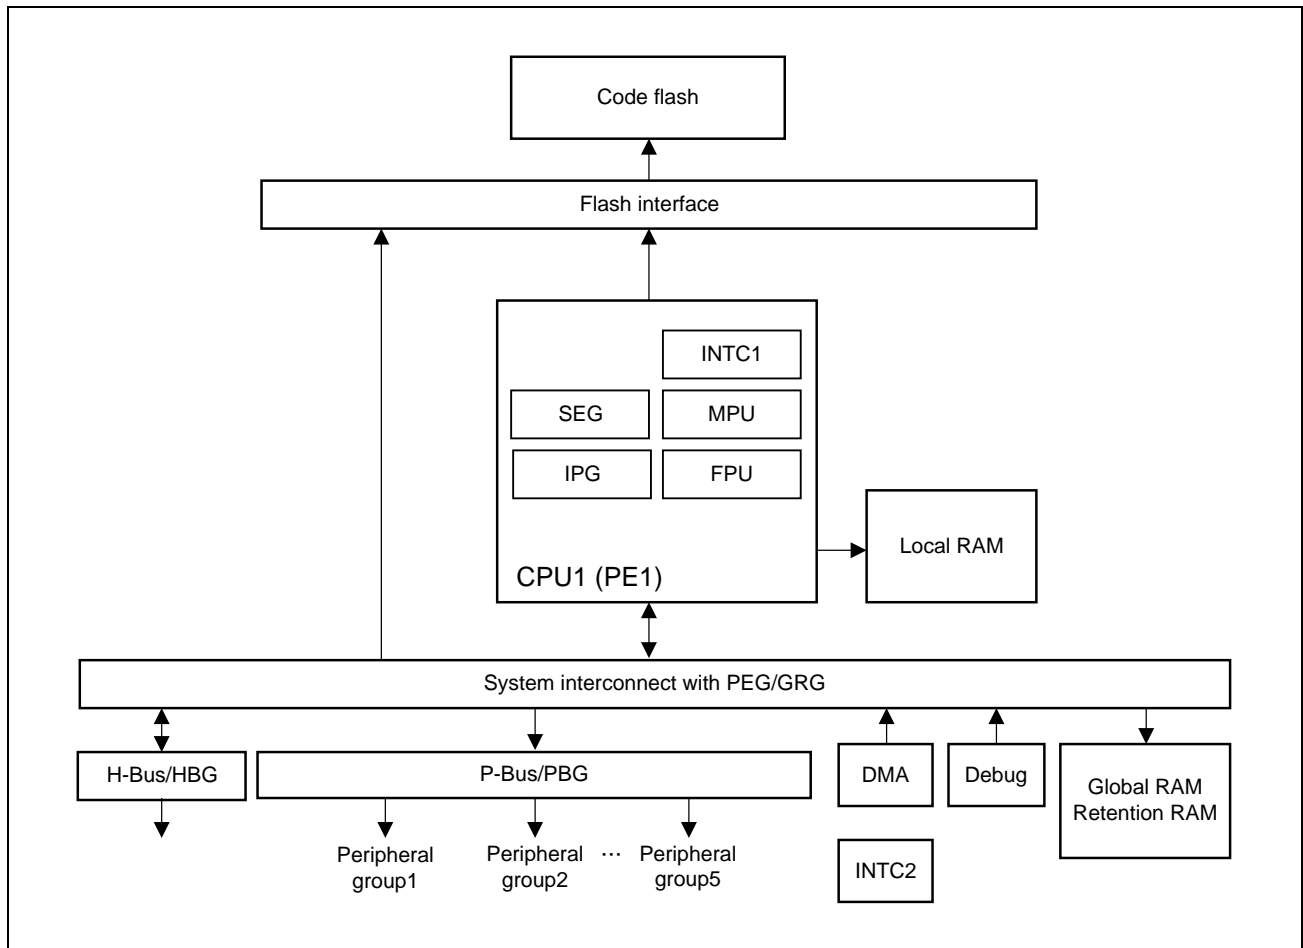 Code flash
Flash interface
INTC1
SEG
MPU
IPG
FPU
Local RAM
CPU1 (PE1)
System interconnect with PEG/GRG
H-Bus/HBG
P-Bus/PBG
DMA
Debug
Global RAM
Retention RAM
Peripheral
group1
Peripheral
group2
...
Peripheral
group5
INTC2